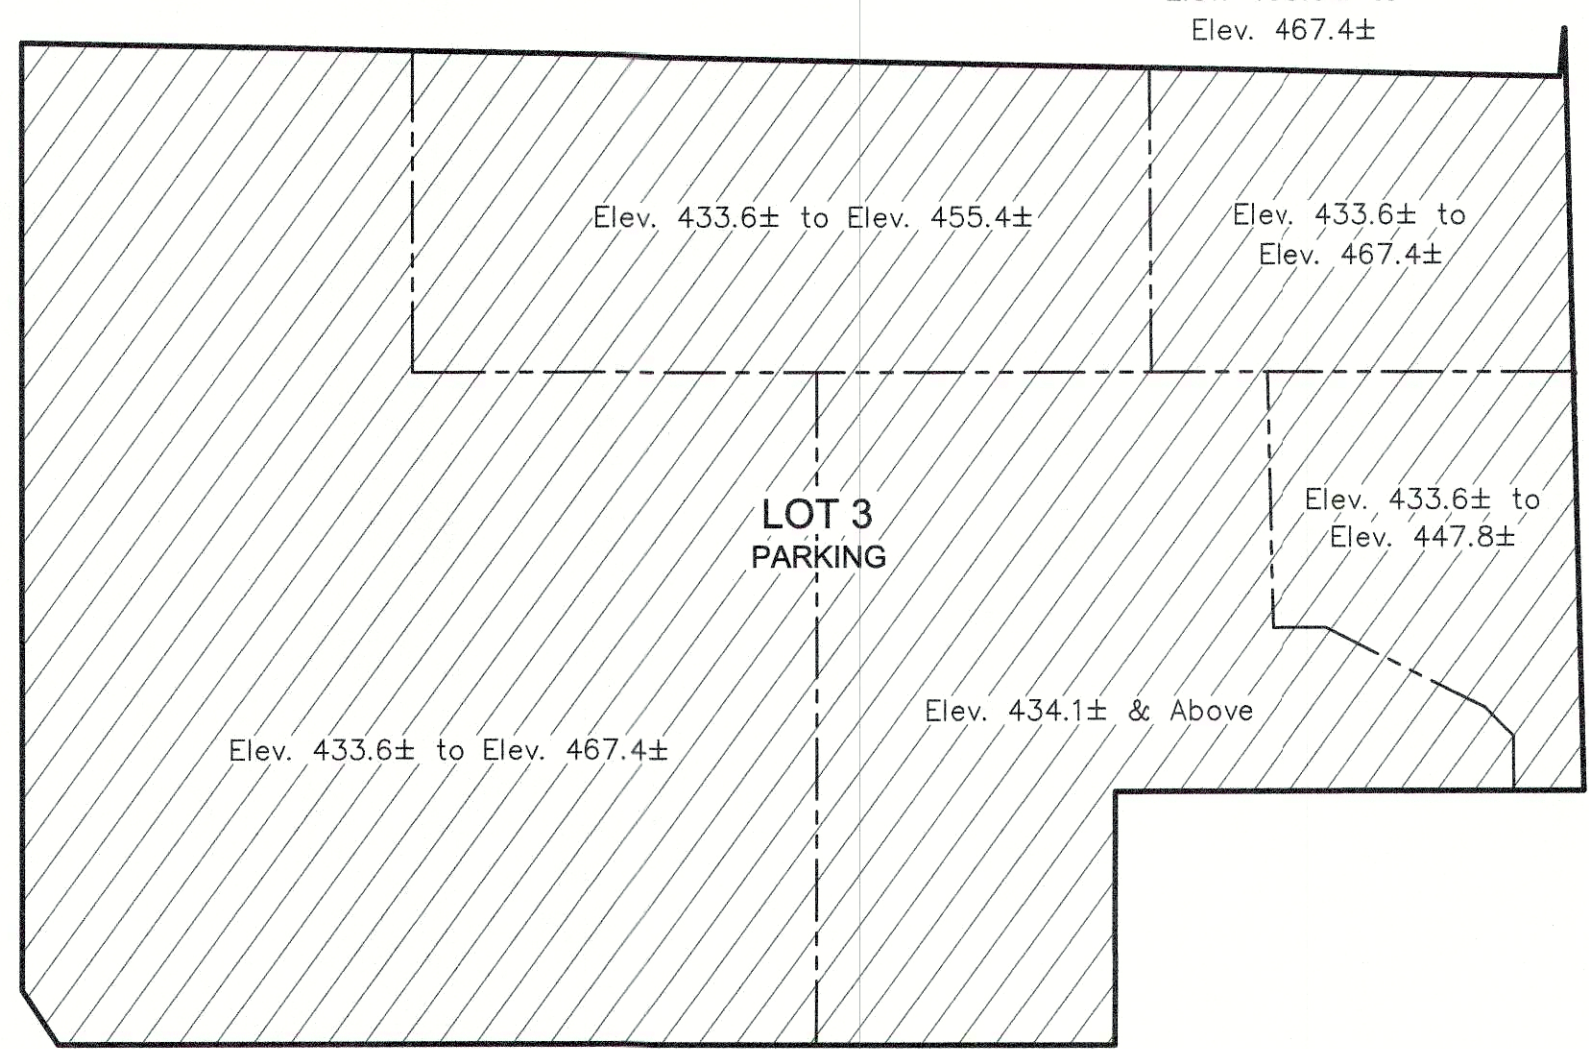 Elev. 467.4±
Elev. 433.6± to Elev. 455.4±
Elev. 433.6± to
Elev. 467.4±
Elev. 433.6± to
Elev. 447.8±
LOT 3
PARKING
Elev. 434.1± & Above
Elev. 433.6± to Elev. 467.4±